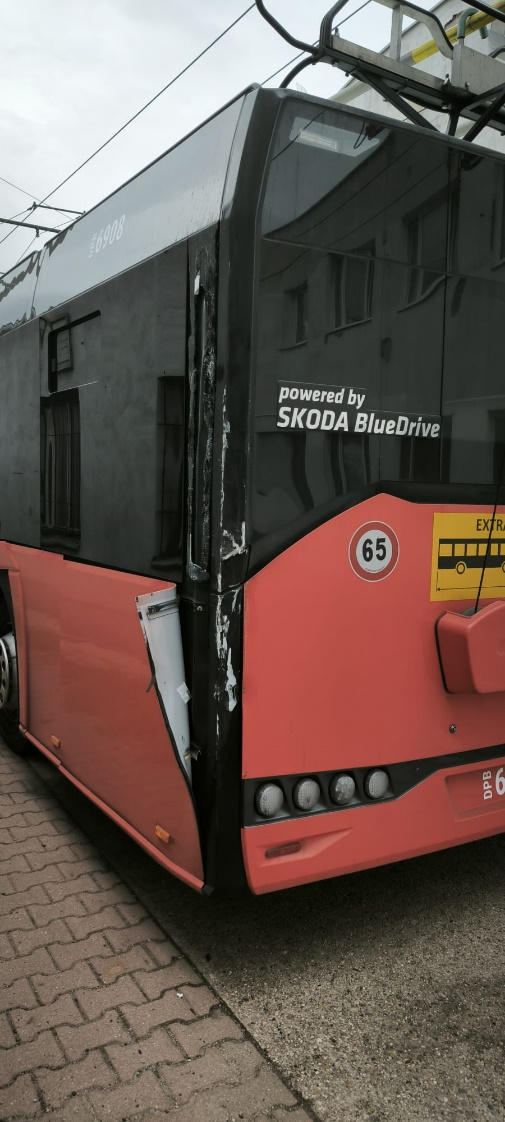 6908
powered by
SKODA BlueDrive
65
EXTRA
DPB 6